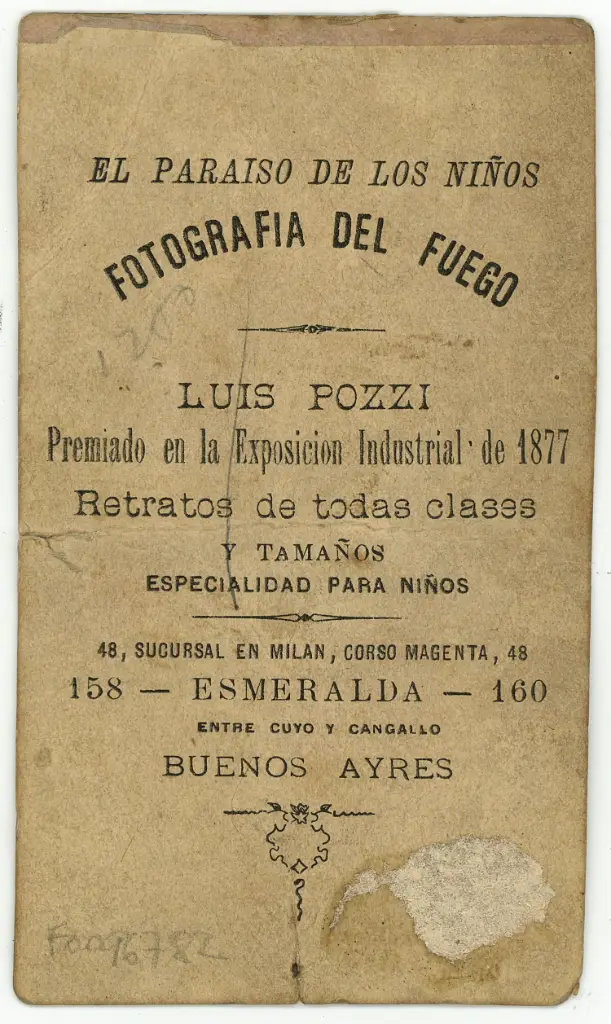 EL PARAISO DE LOS NIÑOS
FOTOGRAFIA DEL FUEGO
LUIS POZZI
Premiado en la Exposicion Industrial de 1877
Retratos de todas clases
Y TAMAÑOS
ESPECIALIDAD PARA NIÑOS
48, SUCURSAL EN MILAN, CORSO MAGENTA, 48
158 — ESMERALDA — 160
ENTRE CUYO Y CANGALLO
BUENOS AYRES